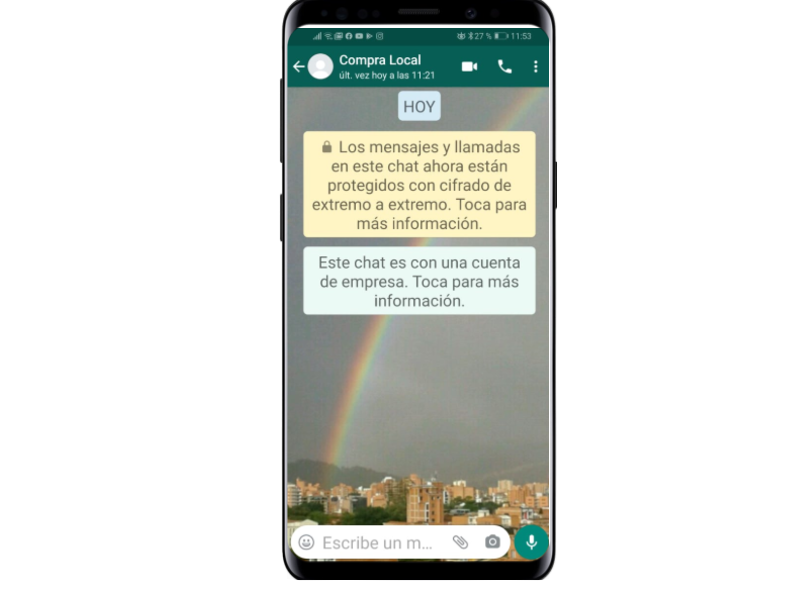 27 % 11:53
Compra Local
últ. vez hoy a las 11:21
HOY
Los mensajes y llamadas
en este chat ahora están
protegidos con cifrado de
extremo a extremo. Toca para
más información.
Este chat es con una cuenta
de empresa. Toca para más
información.
Escribe un m...